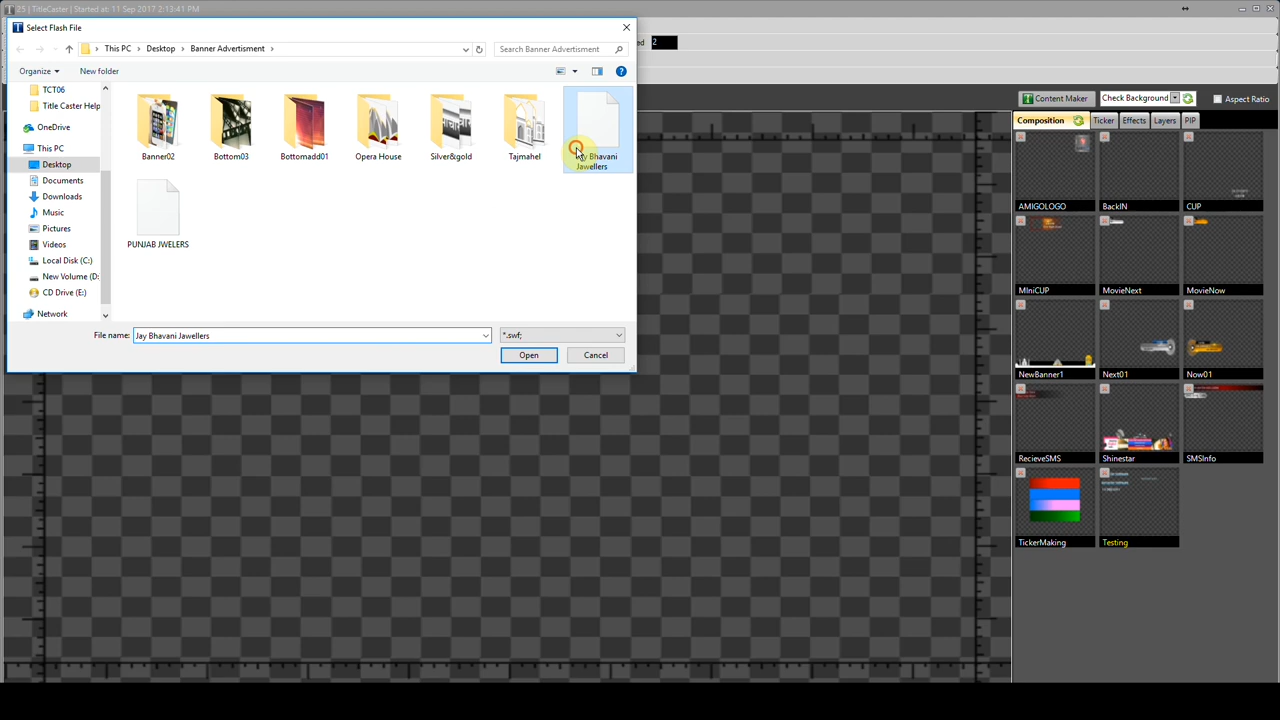 25 | TitleCaster | Started at: 11 Sep 2017 2:13:41 PM
Select Flash File
This PC > Desktop > Banner Advertisment >
Search Banner Advertisment
2
Organize
New folder
TCT06
Title Caster Help
OneDrive
This PC
Desktop
Documents
Downloads
Music
Pictures
Videos
Local Disk (C:)
New Volume (D:
CD Drive (E:)
Network
Banner02
Bottom03
Bottomadd01
Opera House
Silver&gold
Tajmahel
Jay Bhavani
Jawellers
PUNJAB JWELERS
File name:
Jay Bhavani Jawellers
*.swf;
Open
Cancel
Content Maker
Check Background
Aspect Ratio
Composition
Ticker
Effects
Layers
PIP
AMIGOLOGO
BackIN
CUP
MIniCUP
MovieNext
MovieNow
NewBanner1
Next01
Now01
RecieveSMS
Shinestar
SMSInfo
TickerMaking
Testing